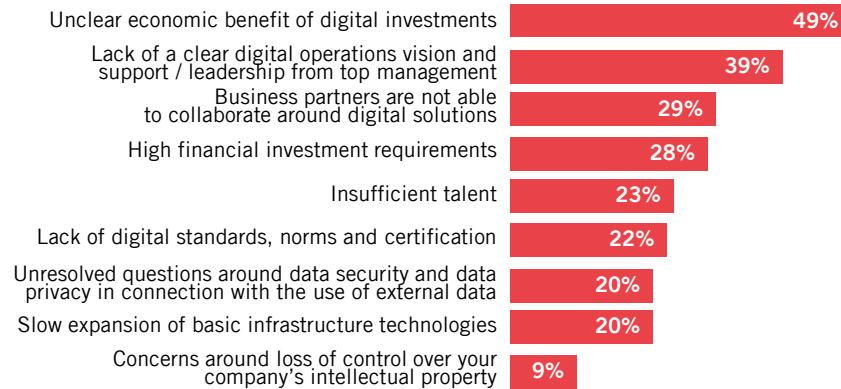 Unclear economic benefit of digital investments 49%
Lack of a clear digital operations vision and
support / leadership from top management 39%
Business partners are not able
to collaborate around digital solutions 29%
High financial investment requirements 28%
Insufficient talent 23%
Lack of digital standards, norms and certification 22%
Unresolved questions around data security and data
privacy in connection with the use of external data 20%
Slow expansion of basic infrastructure technologies 20%
Concerns around loss of control over your
company's intellectual property 9%